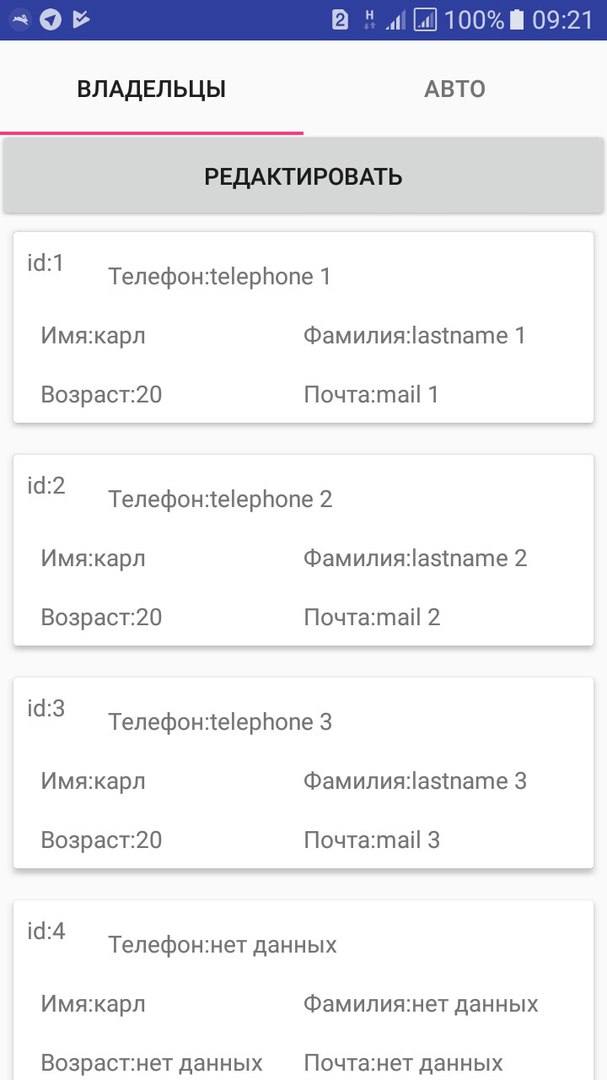 2 H 100% 09:21
ВЛАДЕЛЬЦЫ АВТО
РЕДАКТИРОВАТЬ
id:1 Телефон:telephone 1
Имя:карл Фамилия:lastname 1
Возраст:20 Почта:mail 1
id:2 Телефон:telephone 2
Имя:карл Фамилия:lastname 2
Возраст:20 Почта:mail 2
id:3 Телефон:telephone 3
Имя:карл Фамилия:lastname 3
Возраст:20 Почта:mail 3
id:4 Телефон:нет данных
Имя:карл Фамилия:нет данных
Возраст:нет данных Почта:нет данных